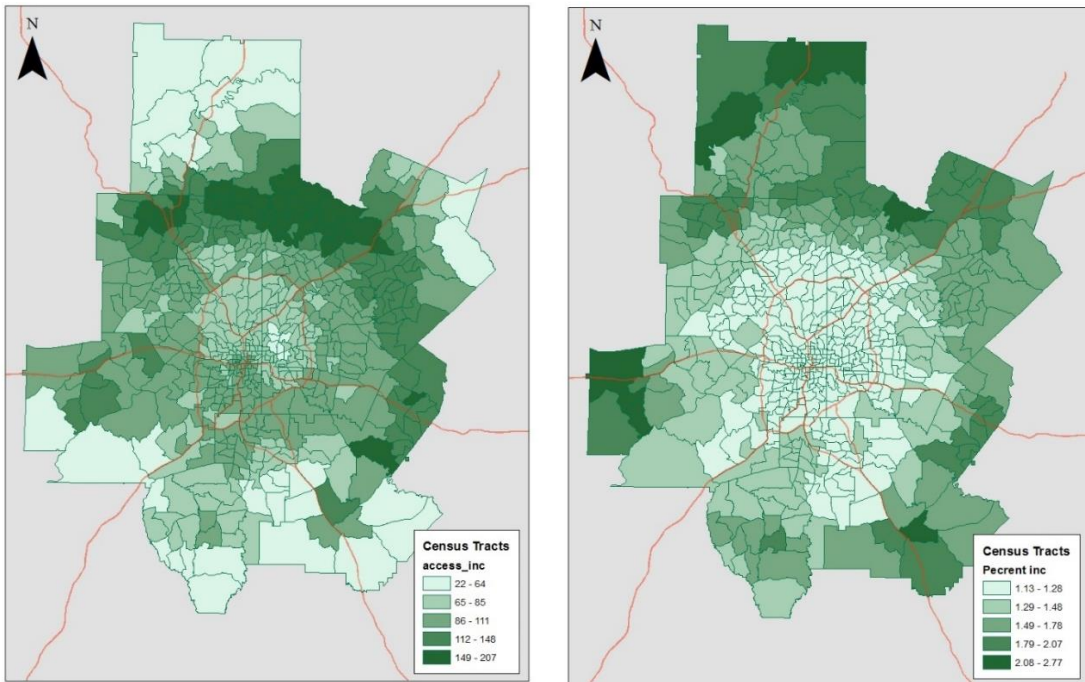 N
Census Tracts
access_inc
22 - 64
65 - 85
86 - 111
112 - 148
149 - 207
N
Census Tracts
Pecrent inc
1.13 - 1.28
1.29 - 1.48
1.49 - 1.78
1.79 - 2.07
2.08 - 2.77